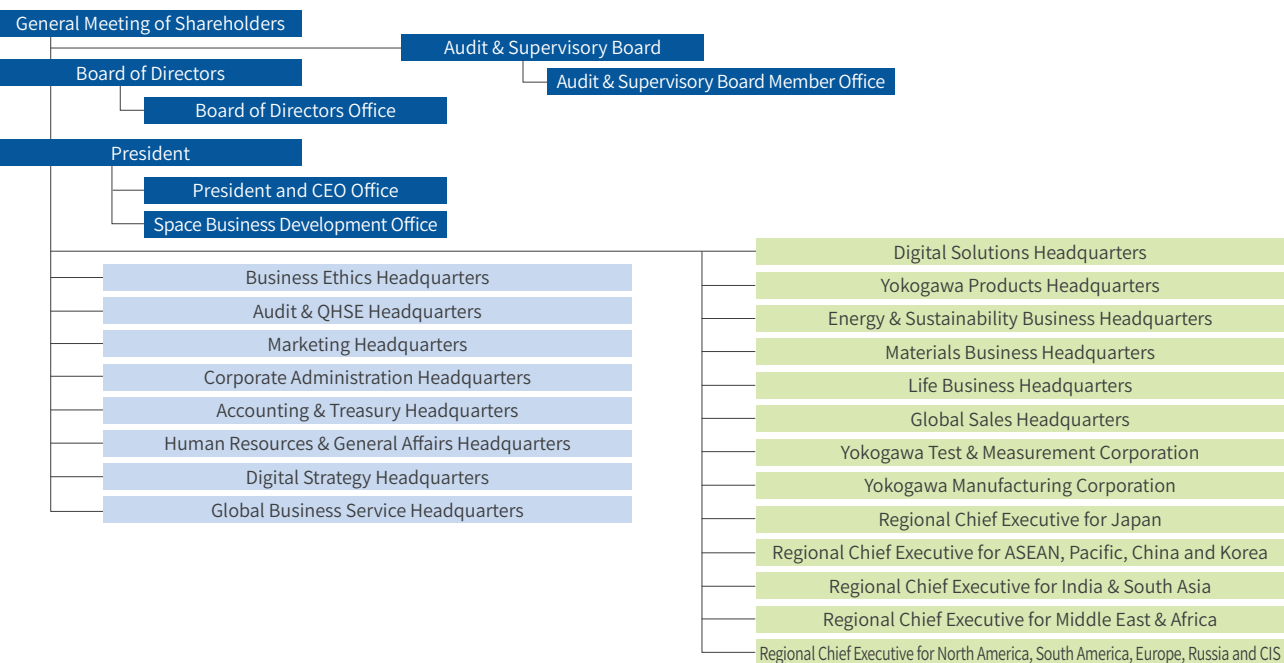 General Meeting of Shareholders
Audit & Supervisory Board
Board of Directors
Audit & Supervisory Board Member Office
Board of Directors Office
President
President and CEO Office
Space Business Development Office
Business Ethics Headquarters
Audit & QHSE Headquarters
Marketing Headquarters
Corporate Administration Headquarters
Accounting & Treasury Headquarters
Human Resources & General Affairs Headquarters
Digital Strategy Headquarters
Global Business Service Headquarters
Digital Solutions Headquarters
Yokogawa Products Headquarters
Energy & Sustainability Business Headquarters
Materials Business Headquarters
Life Business Headquarters
Global Sales Headquarters
Yokogawa Test & Measurement Corporation
Yokogawa Manufacturing Corporation
Regional Chief Executive for Japan
Regional Chief Executive for ASEAN, Pacific, China and Korea
Regional Chief Executive for India & South Asia
Regional Chief Executive for Middle East & Africa
Regional Chief Executive for North America, South America, Europe, Russia and CIS